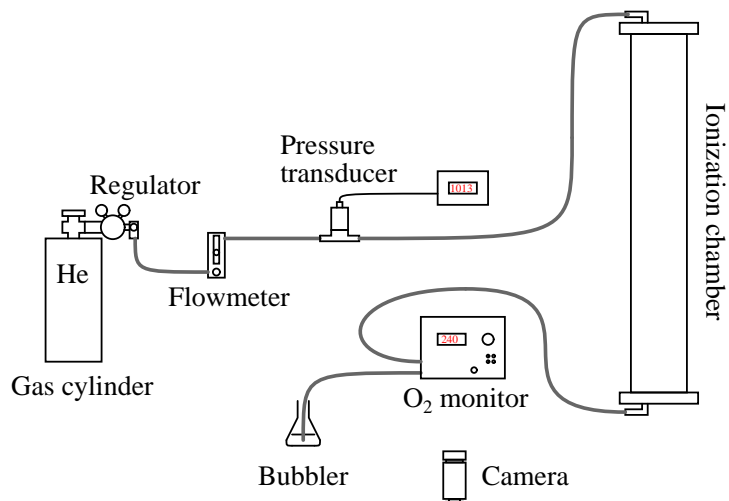 Pressure
transducer
1013
Regulator
He
Flowmeter
Gas cylinder
240
O₂ monitor
Bubbler
Camera
Ionization chamber